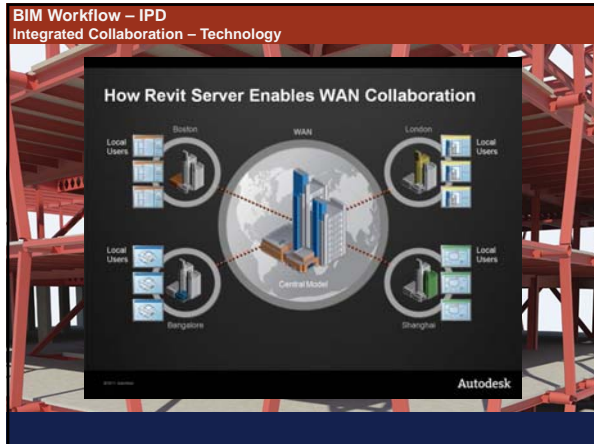 BIM Workflow – IPD
Integrated Collaboration – Technology
How Revit Server Enables WAN Collaboration
Boston
WAN
London
Local
Users
Local
Users
Central Model
Local
Users
Local
Users
Bangalore
Shanghai
Autodesk